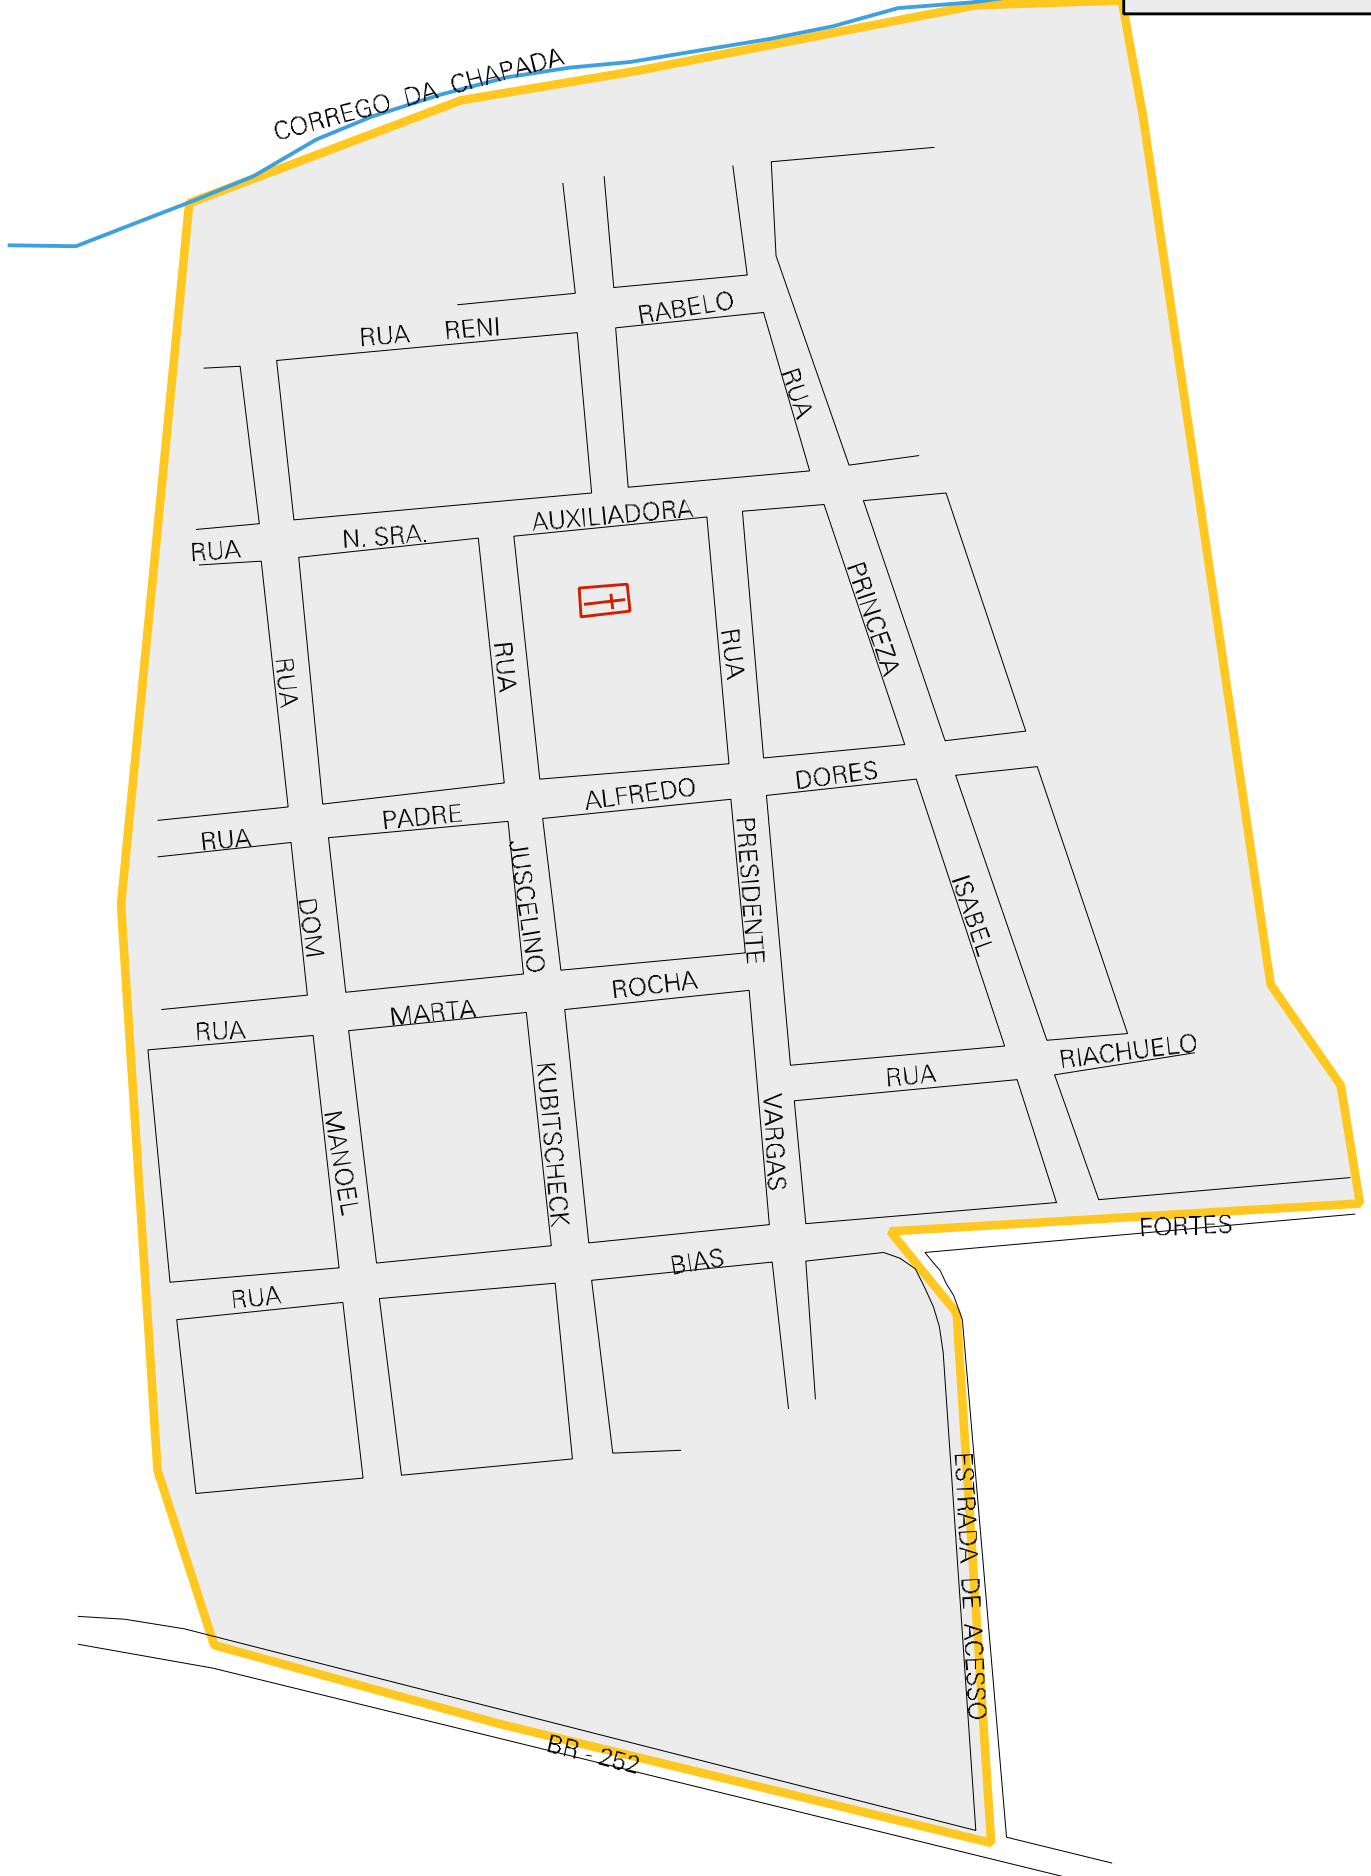 CORREGO DA CHAPADA
RUA RENI RABELO
RUA N. SRA. AUXILIADORA
RUA PADRE ALFREDO DORES
RUA MARTA ROCHA
RUA RIACHUELO
RUA BIAS FORTES
RUA DOM MANOEL
RUA JUSCELINO KUBITSCHECK
RUA PRESIDENTE VARGAS
RUA PRINCEZA ISABEL
ESTRADA DE ACESSO
BR - 252